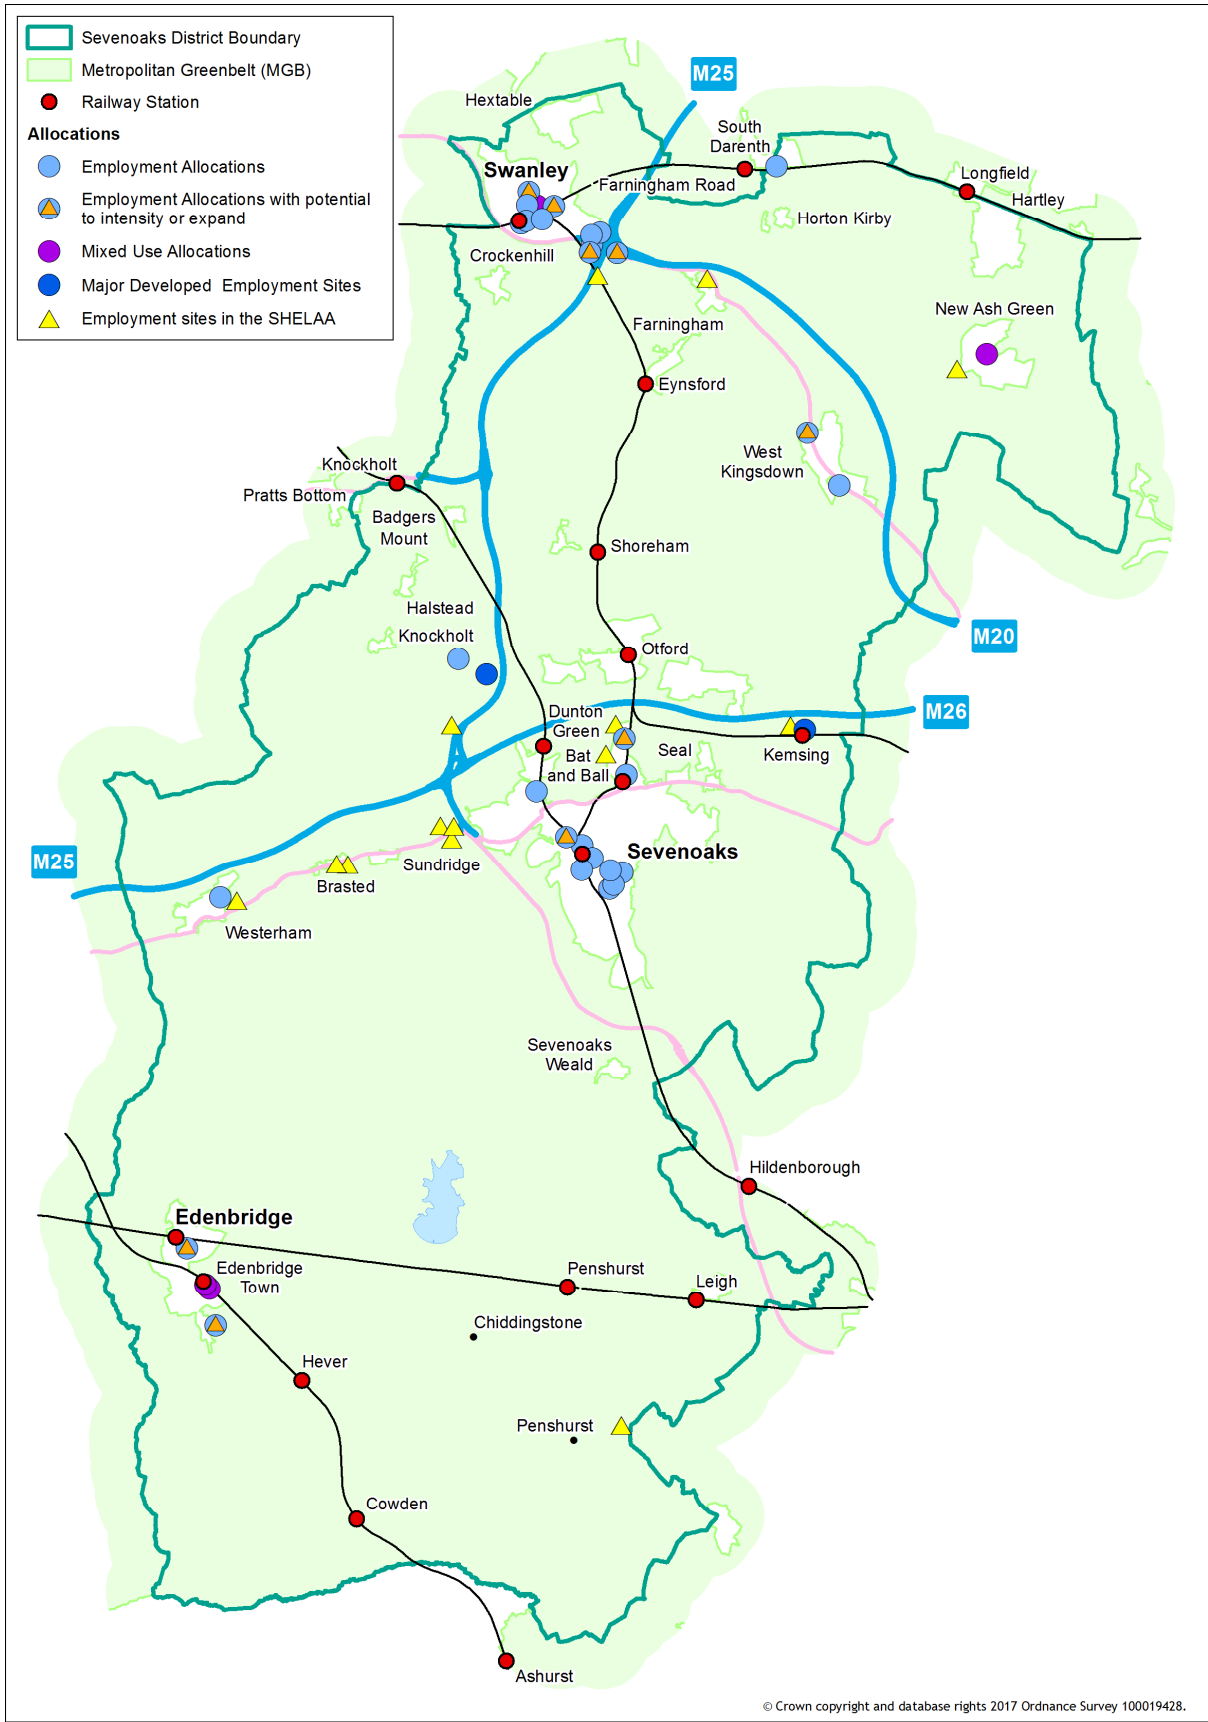 Sevenoaks District Boundary
Metropolitan Greenbelt (MGB)
Railway Station
Allocations
Employment Allocations
Employment Allocations with potential
to intensity or expand
Mixed Use Allocations
Major Developed Employment Sites
Employment sites in the SHELAA
M25
Hextable
South
Darenth
Swanley
Longfield
Farningham Road
Hartley
Horton Kirby
Crockenhill
New Ash Green
Farningham
Eynsford
West
Kingsdown
Knockholt
Pratts Bottom
Badgers
Mount
Shoreham
Halstead
Knockholt
M20
Otford
M26
Dunton
Green
Seal
Kemsing
Bat
and Ball
Sevenoaks
M25
Sundridge
Brasted
Westerham
Sevenoaks
Weald
Hildenborough
Edenbridge
Edenbridge
Town
Penshurst
Leigh
Chiddingstone
Hever
Penshurst
Cowden
Ashurst
© Crown copyright and database rights 2017 Ordnance Survey 100019428.